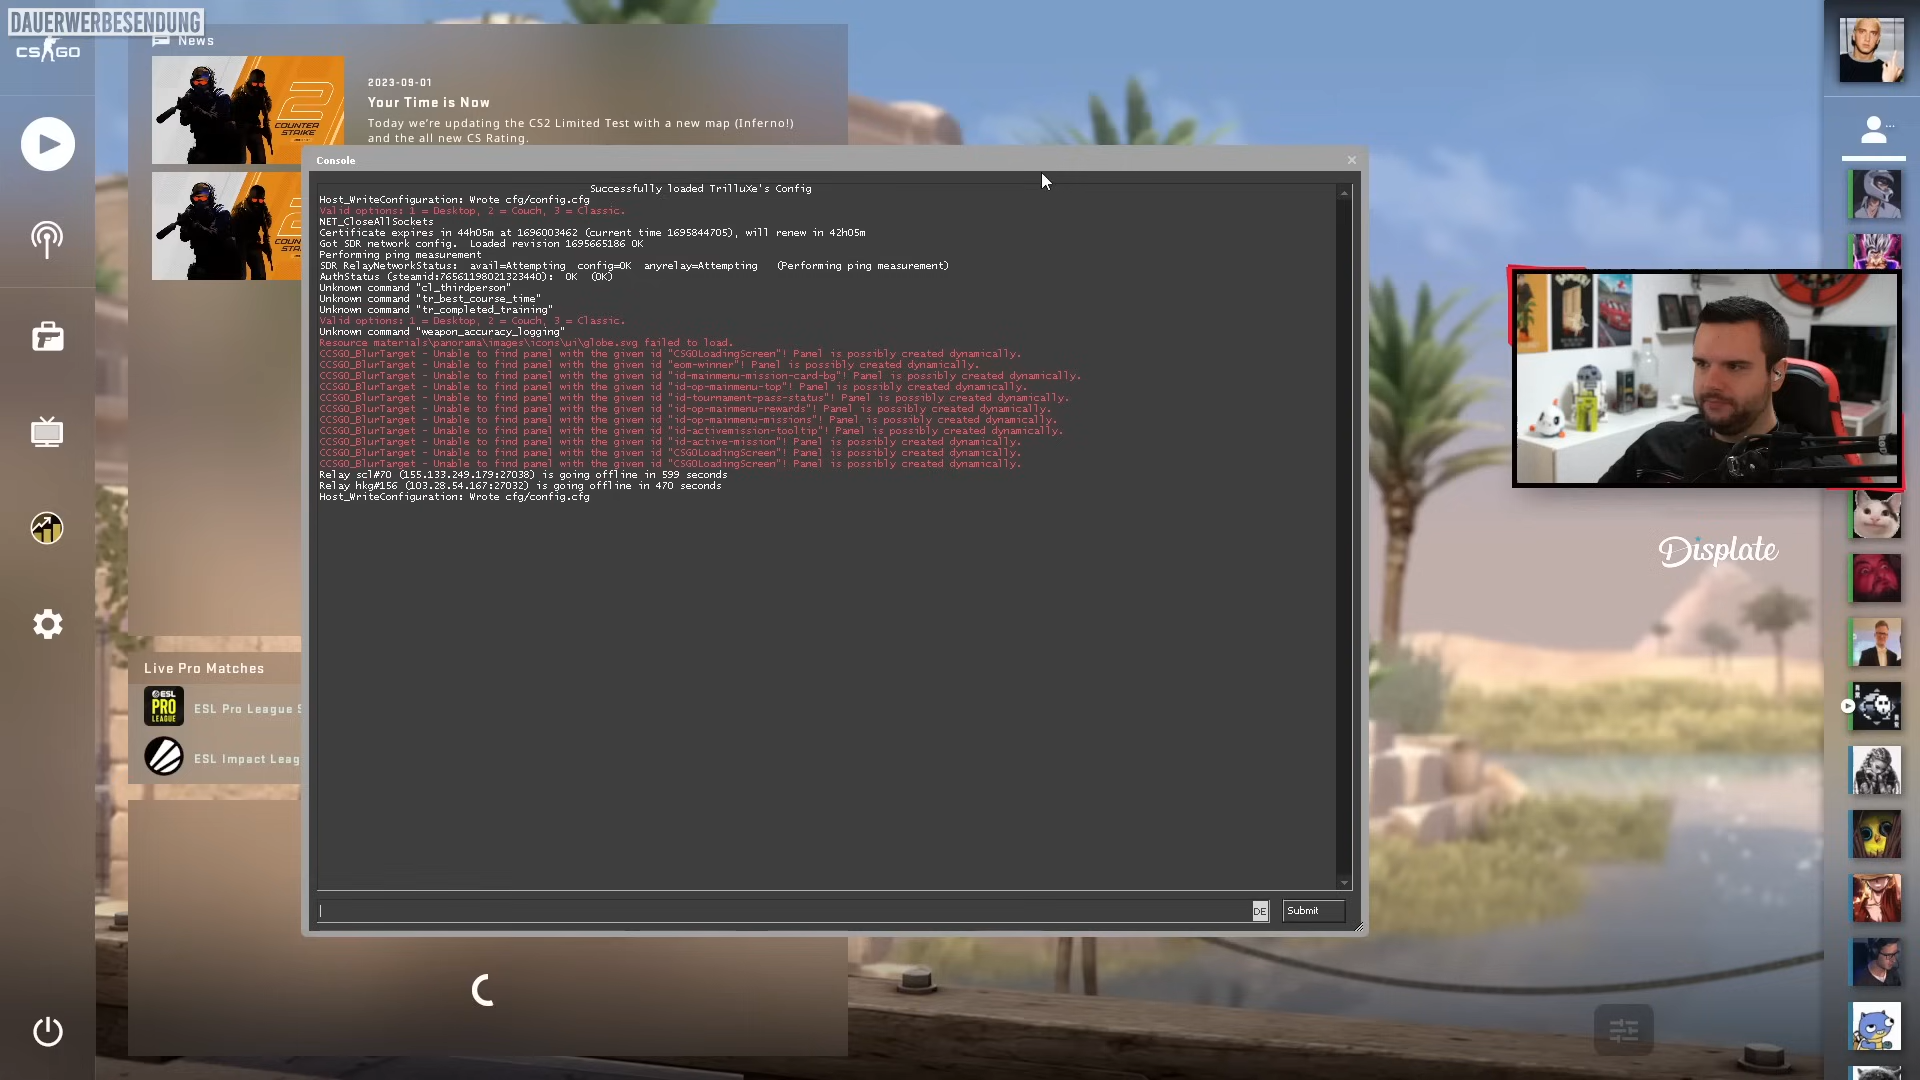 DAUERWERBESENDUNG
CS GO
News
2023-09-01
Your Time is Now
Today we're updating the CS2 Limited Test with a new map (Inferno!)
and the all new CS Rating.
2
COUNTER
STRIKE
Console
Successfully loaded TrilluXe's Config
Host_WriteConfiguration: Wrote cfg/config.cfg
Valid options: 1 = Desktop, 2 = Couch, 3 = Classic.
NET_CloseAllSockets
Certificate expires in 44h05m at 1696003462 (current time 1695844705), will renew in 42h05m
Got SDR network config.  Loaded revision 1695665186 OK
Performing ping measurement
SDR RelayNetworkStatus:  avail=Attempting  config=OK  anyrelay=Attempting   (Performing ping measurement)
AuthStatus (steamid:76561198021323440):  OK  (OK)
Unknown command "cl_thirdperson"
Unknown command "tr_best_course_time"
Unknown command "tr_completed_training"
Valid options: 1 = Desktop, 2 = Couch, 3 = Classic.
Unknown command "weapon_accuracy_logging"
Resource materials\panorama\images\icons\ui\globe.svg failed to load.
CCSGO_BlurTarget - Unable to find panel with the given id "CSGOLoadingScreen"! Panel is possibly created dynamically.
CCSGO_BlurTarget - Unable to find panel with the given id "eom-winner"! Panel is possibly created dynamically.
CCSGO_BlurTarget - Unable to find panel with the given id "id-mainmenu-mission-card-bg"! Panel is possibly created dynamically.
CCSGO_BlurTarget - Unable to find panel with the given id "id-op-mainmenu-top"! Panel is possibly created dynamically.
CCSGO_BlurTarget - Unable to find panel with the given id "id-tournament-pass-status"! Panel is possibly created dynamically.
CCSGO_BlurTarget - Unable to find panel with the given id "id-op-mainmenu-rewards"! Panel is possibly created dynamically.
CCSGO_BlurTarget - Unable to find panel with the given id "id-op-mainmenu-missions"! Panel is possibly created dynamically.
CCSGO_BlurTarget - Unable to find panel with the given id "id-activemission-tooltip"! Panel is possibly created dynamically.
CCSGO_BlurTarget - Unable to find panel with the given id "id-active-mission"! Panel is possibly created dynamically.
CCSGO_BlurTarget - Unable to find panel with the given id "CSGOLoadingScreen"! Panel is possibly created dynamically.
CCSGO_BlurTarget - Unable to find panel with the given id "CSGOLoadingScreen"! Panel is possibly created dynamically.
Relay scl#70 (155.133.249.179:27038) is going offline in 599 seconds
Relay hkg#156 (103.28.54.167:27032) is going offline in 470 seconds
Host_WriteConfiguration: Wrote cfg/config.cfg
Displate
Live Pro Matches
ESL
PRO
LEAGUE
ESL Pro League S
ESL Impact Leag
DE
Submit